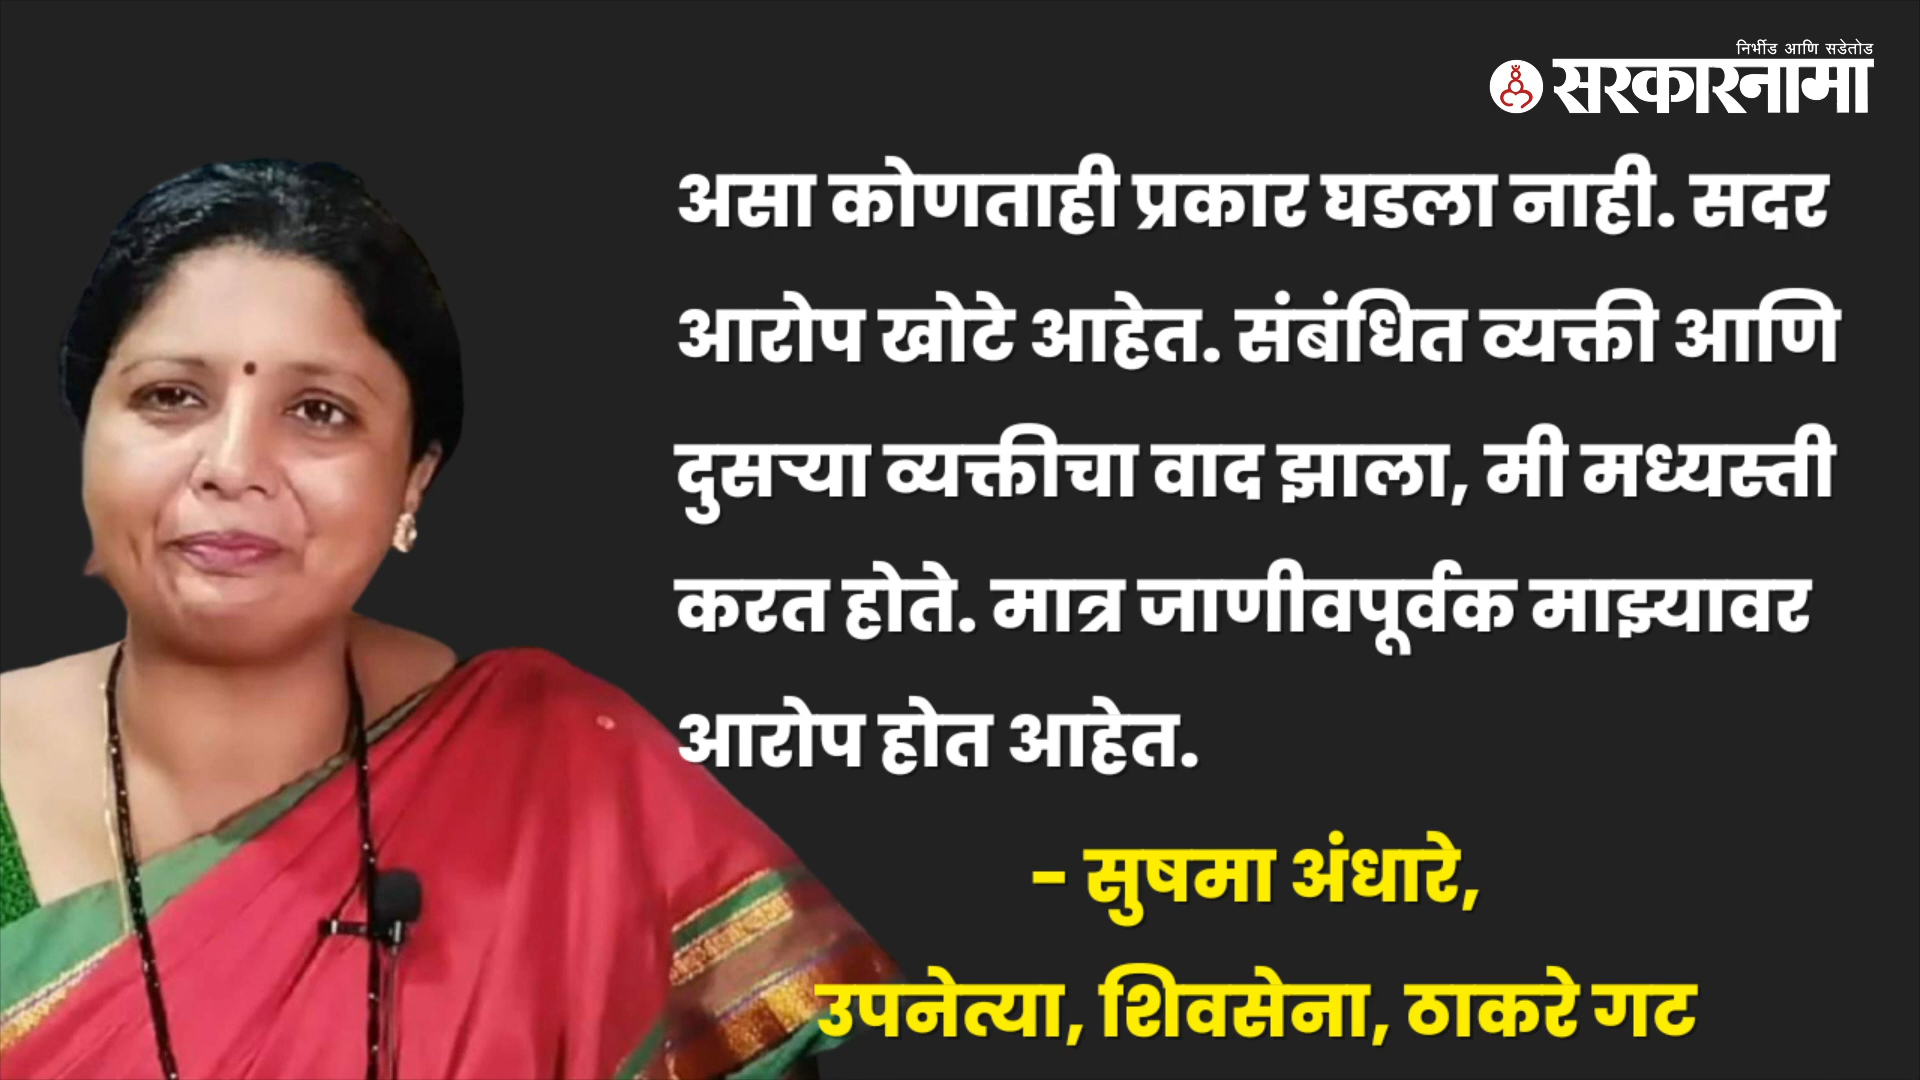 निर्भीड आणि सडेतोड
सरकारनामा
असा कोणताही प्रकार घडला नाही. सदर
आरोप खोटे आहेत. संबंधित व्यक्ती आणि
दुसऱ्या व्यक्तीचा वाद झाला, मी मध्यस्ती
करत होते. मात्र जाणीवपूर्वक माझ्यावर
आरोप होत आहेत.
- सुषमा अंधारे,
उपनेत्या, शिवसेना, ठाकरे गट